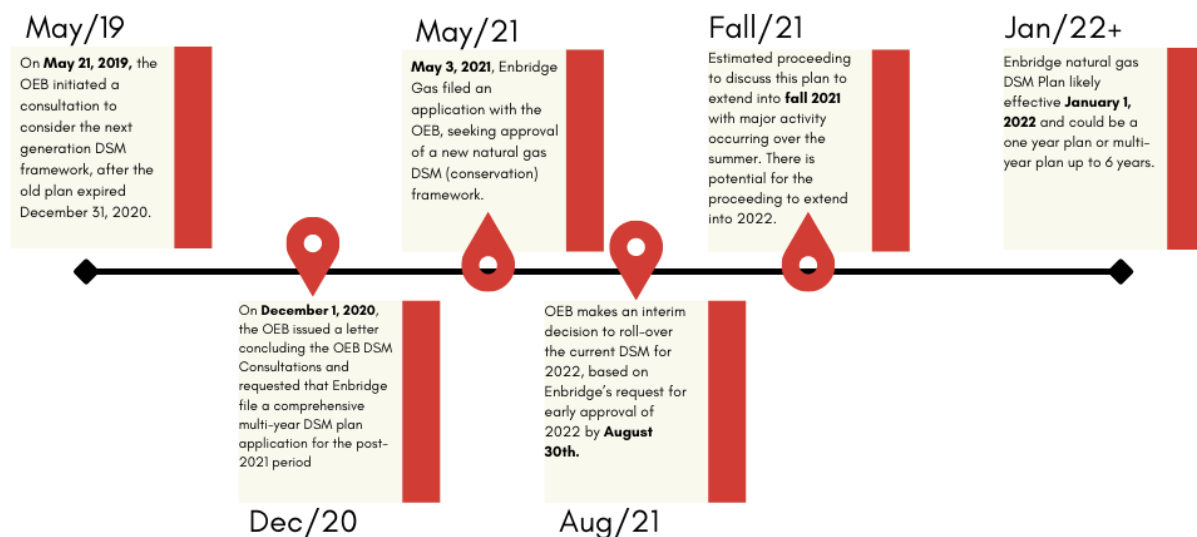 May/19
On May 21, 2019, the
OEB initiated a
consultation to
consider the next
generation DSM
framework, after the
old plan expired
December 31, 2020.
Dec/20
On December 1, 2020,
the OEB issued a letter
concluding the OEB DSM
Consultations and
requested that Enbridge
file a comprehensive
multi-year DSM plan
application for the post-
2021 period
May/21
May 3, 2021, Enbridge
Gas filed an
application with the
OEB, seeking approval
of a new natural gas
DSM (conservation)
framework.
Aug/21
OEB makes an interim
decision to roll-over
the current DSM for
2022, based on
Enbridge's request for
early approval of
2022 by August
30th.
Fall/21
Estimated proceeding
to discuss this plan to
extend into fall 2021
with major activity
occurring over the
summer. There is
potential for the
proceeding to extend
into 2022.
Jan/22+
Enbridge natural gas
DSM Plan likely
effective January 1,
2022 and could be a
one year plan or multi-
year plan up to 6 years.